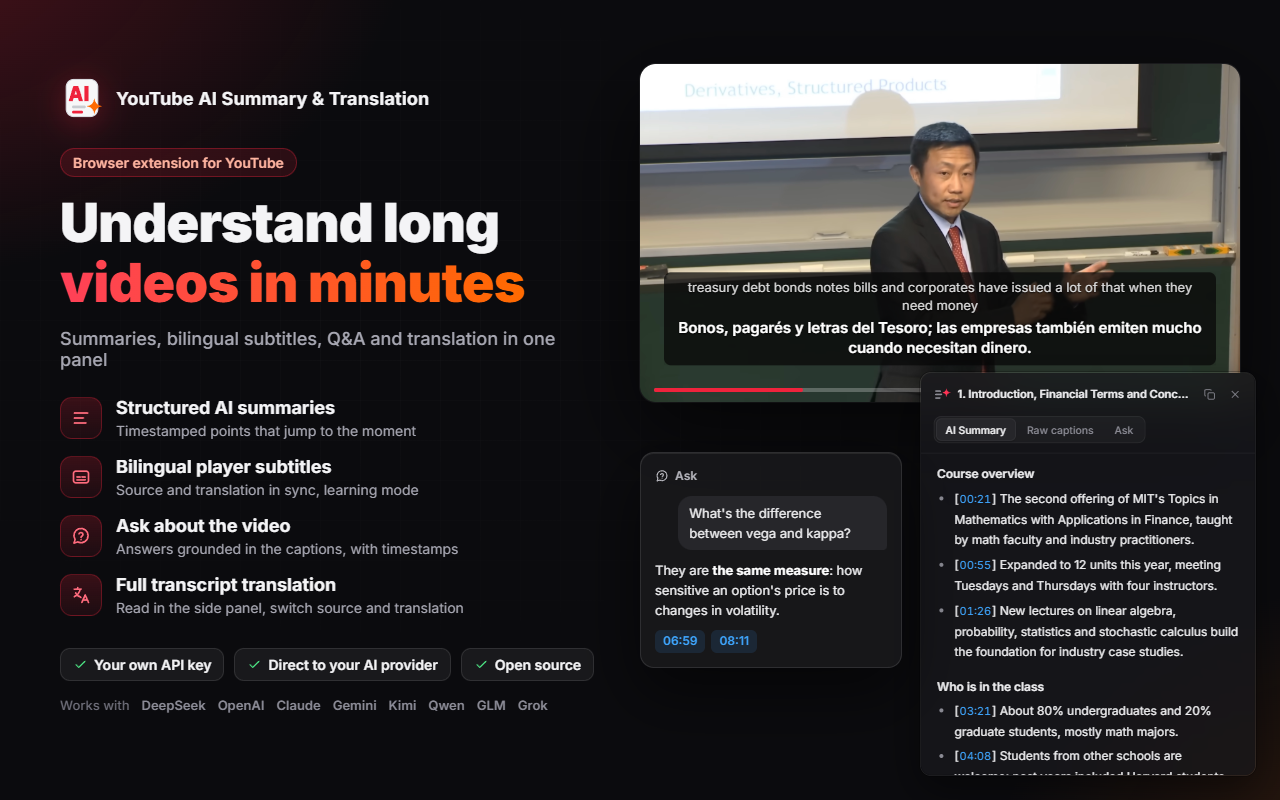 AI
YouTube AI Summary & Translation
Browser extension for YouTube
Understand long
videos in minutes
Summaries, bilingual subtitles, Q&A and translation in one
panel
Structured AI summaries
Timestamped points that jump to the moment
Bilingual player subtitles
Source and translation in sync, learning mode
Ask about the video
Answers grounded in the captions, with timestamps
Full transcript translation
Read in the side panel, switch source and translation
Your own API key
Direct to your AI provider
Open source
Works with DeepSeek OpenAI Claude Gemini Kimi Qwen GLM Grok
Derivatives, Structured Products
treasury debt bonds notes bills and corporates have issued a lot of that when they
need money
Bonos, pagarés y letras del Tesoro; las empresas también emiten mucho
cuando necesitan dinero.
Ask
What's the difference
between vega and kappa?
They are the same measure: how
sensitive an option's price is to
changes in volatility.
06:59 08:11
1. Introduction, Financial Terms and Conc...
AI Summary Raw captions Ask
Course overview
[00:21] The second offering of MIT's Topics in
Mathematics with Applications in Finance, taught
by math faculty and industry practitioners.
[00:55] Expanded to 12 units this year, meeting
Tuesdays and Thursdays with four instructors.
[01:26] New lectures on linear algebra,
probability, statistics and stochastic calculus build
the foundation for industry case studies.
Who is in the class
[03:21] About 80% undergraduates and 20%
graduate students, mostly math majors.
[04:08] Students from other schools are